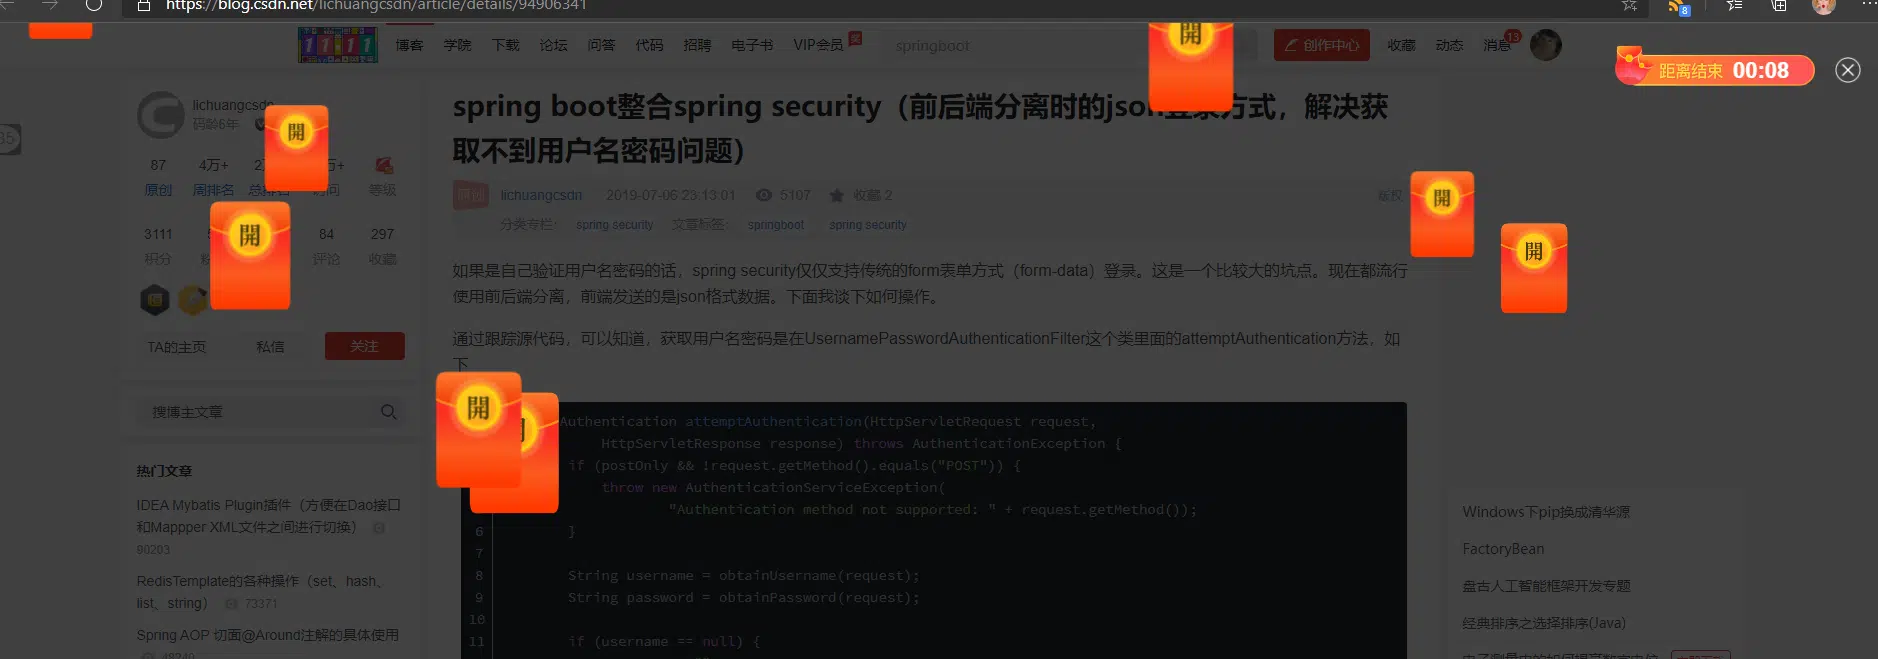 https://blog.csdn.net/lichuangcsdn/article/details/94906341
8
11.11
博客 学院 下载 论坛 问答 代码 招聘 电子书 VIP会员 springboot 開 创作中心 收藏 动态 消息 13
距离结束 00:08
lichuangcsdn
码龄6年
開
87 4万+
原创 周排名 总排名 访问 等级
開
3111 84 297
积分 评论 收藏
TA的主页 私信 关注
搜博主文章
热门文章
IDEA Mybatis Plugin插件（方便在Dao接口
和Mappper XML文件之间进行切换）
90203
RedisTemplate的各种操作（set、hash、
list、string） 73371
Spring AOP 切面@Around注解的具体使用
48249
spring boot整合spring security（前后端分离时的json登录方式，解决获
取不到用户名密码问题）
原创 lichuangcsdn 2019-07-06 23:13:01 5107 收藏 2 版权
分类专栏： spring security 文章标签： springboot spring security
如果是自己验证用户名密码的话，spring security仅仅支持传统的form表单方式（form-data）登录。这是一个比较大的坑点。现在都流行
使用前后端分离，前端发送的是json格式数据。下面我谈下如何操作。
通过跟踪源代码，可以知道，获取用户名密码是在UsernamePasswordAuthenticationFilter这个类里面的attemptAuthentication方法，如
下
開
開
Authentication attemptAuthentication(HttpServletRequest request,
HttpServletResponse response) throws AuthenticationException {
if (postOnly && !request.getMethod().equals("POST")) {
throw new AuthenticationServiceException(
"Authentication method not supported: " + request.getMethod());
6 }
7
8 String username = obtainUsername(request);
9 String password = obtainPassword(request);
10
11 if (username == null) {
開
開
Windows下pip换成清华源
FactoryBean
盘古人工智能框架开发专题
经典排序之选择排序(Java)